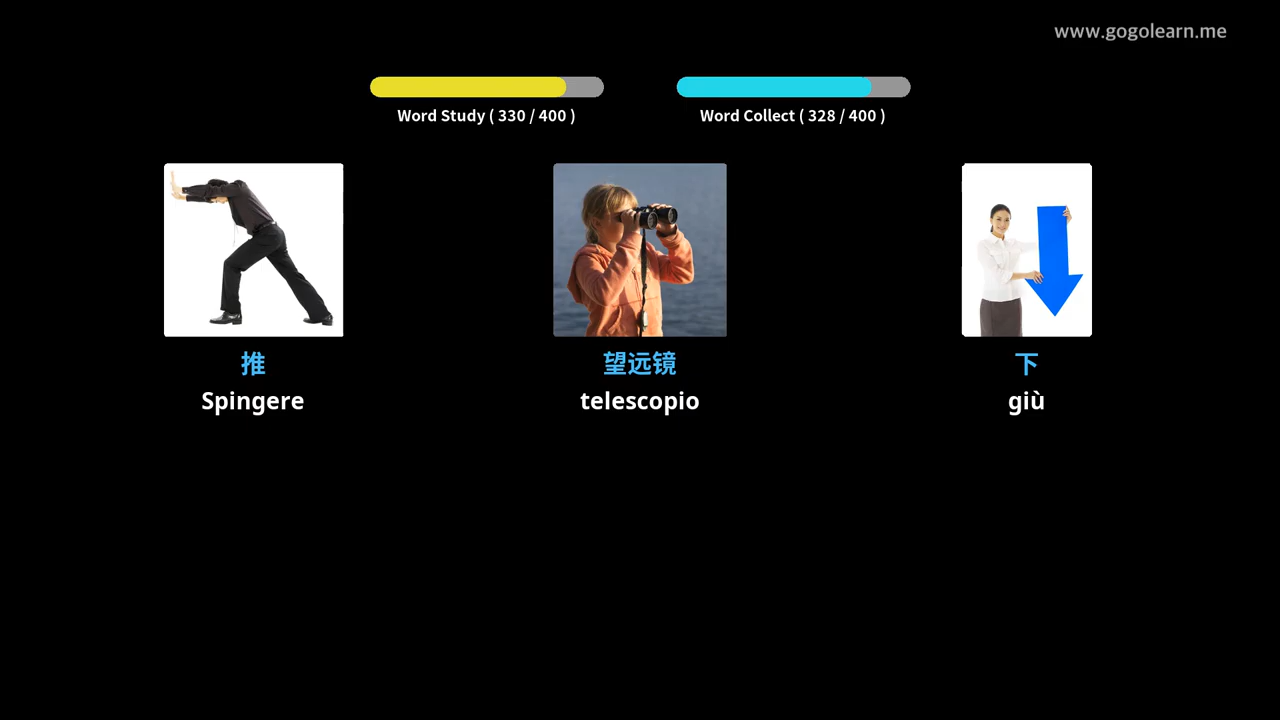 www.gogolearn.me
Word Study ( 330 / 400 )
Word Collect ( 328 / 400 )
推
望远镜
下
Spingere
telescopio
giù